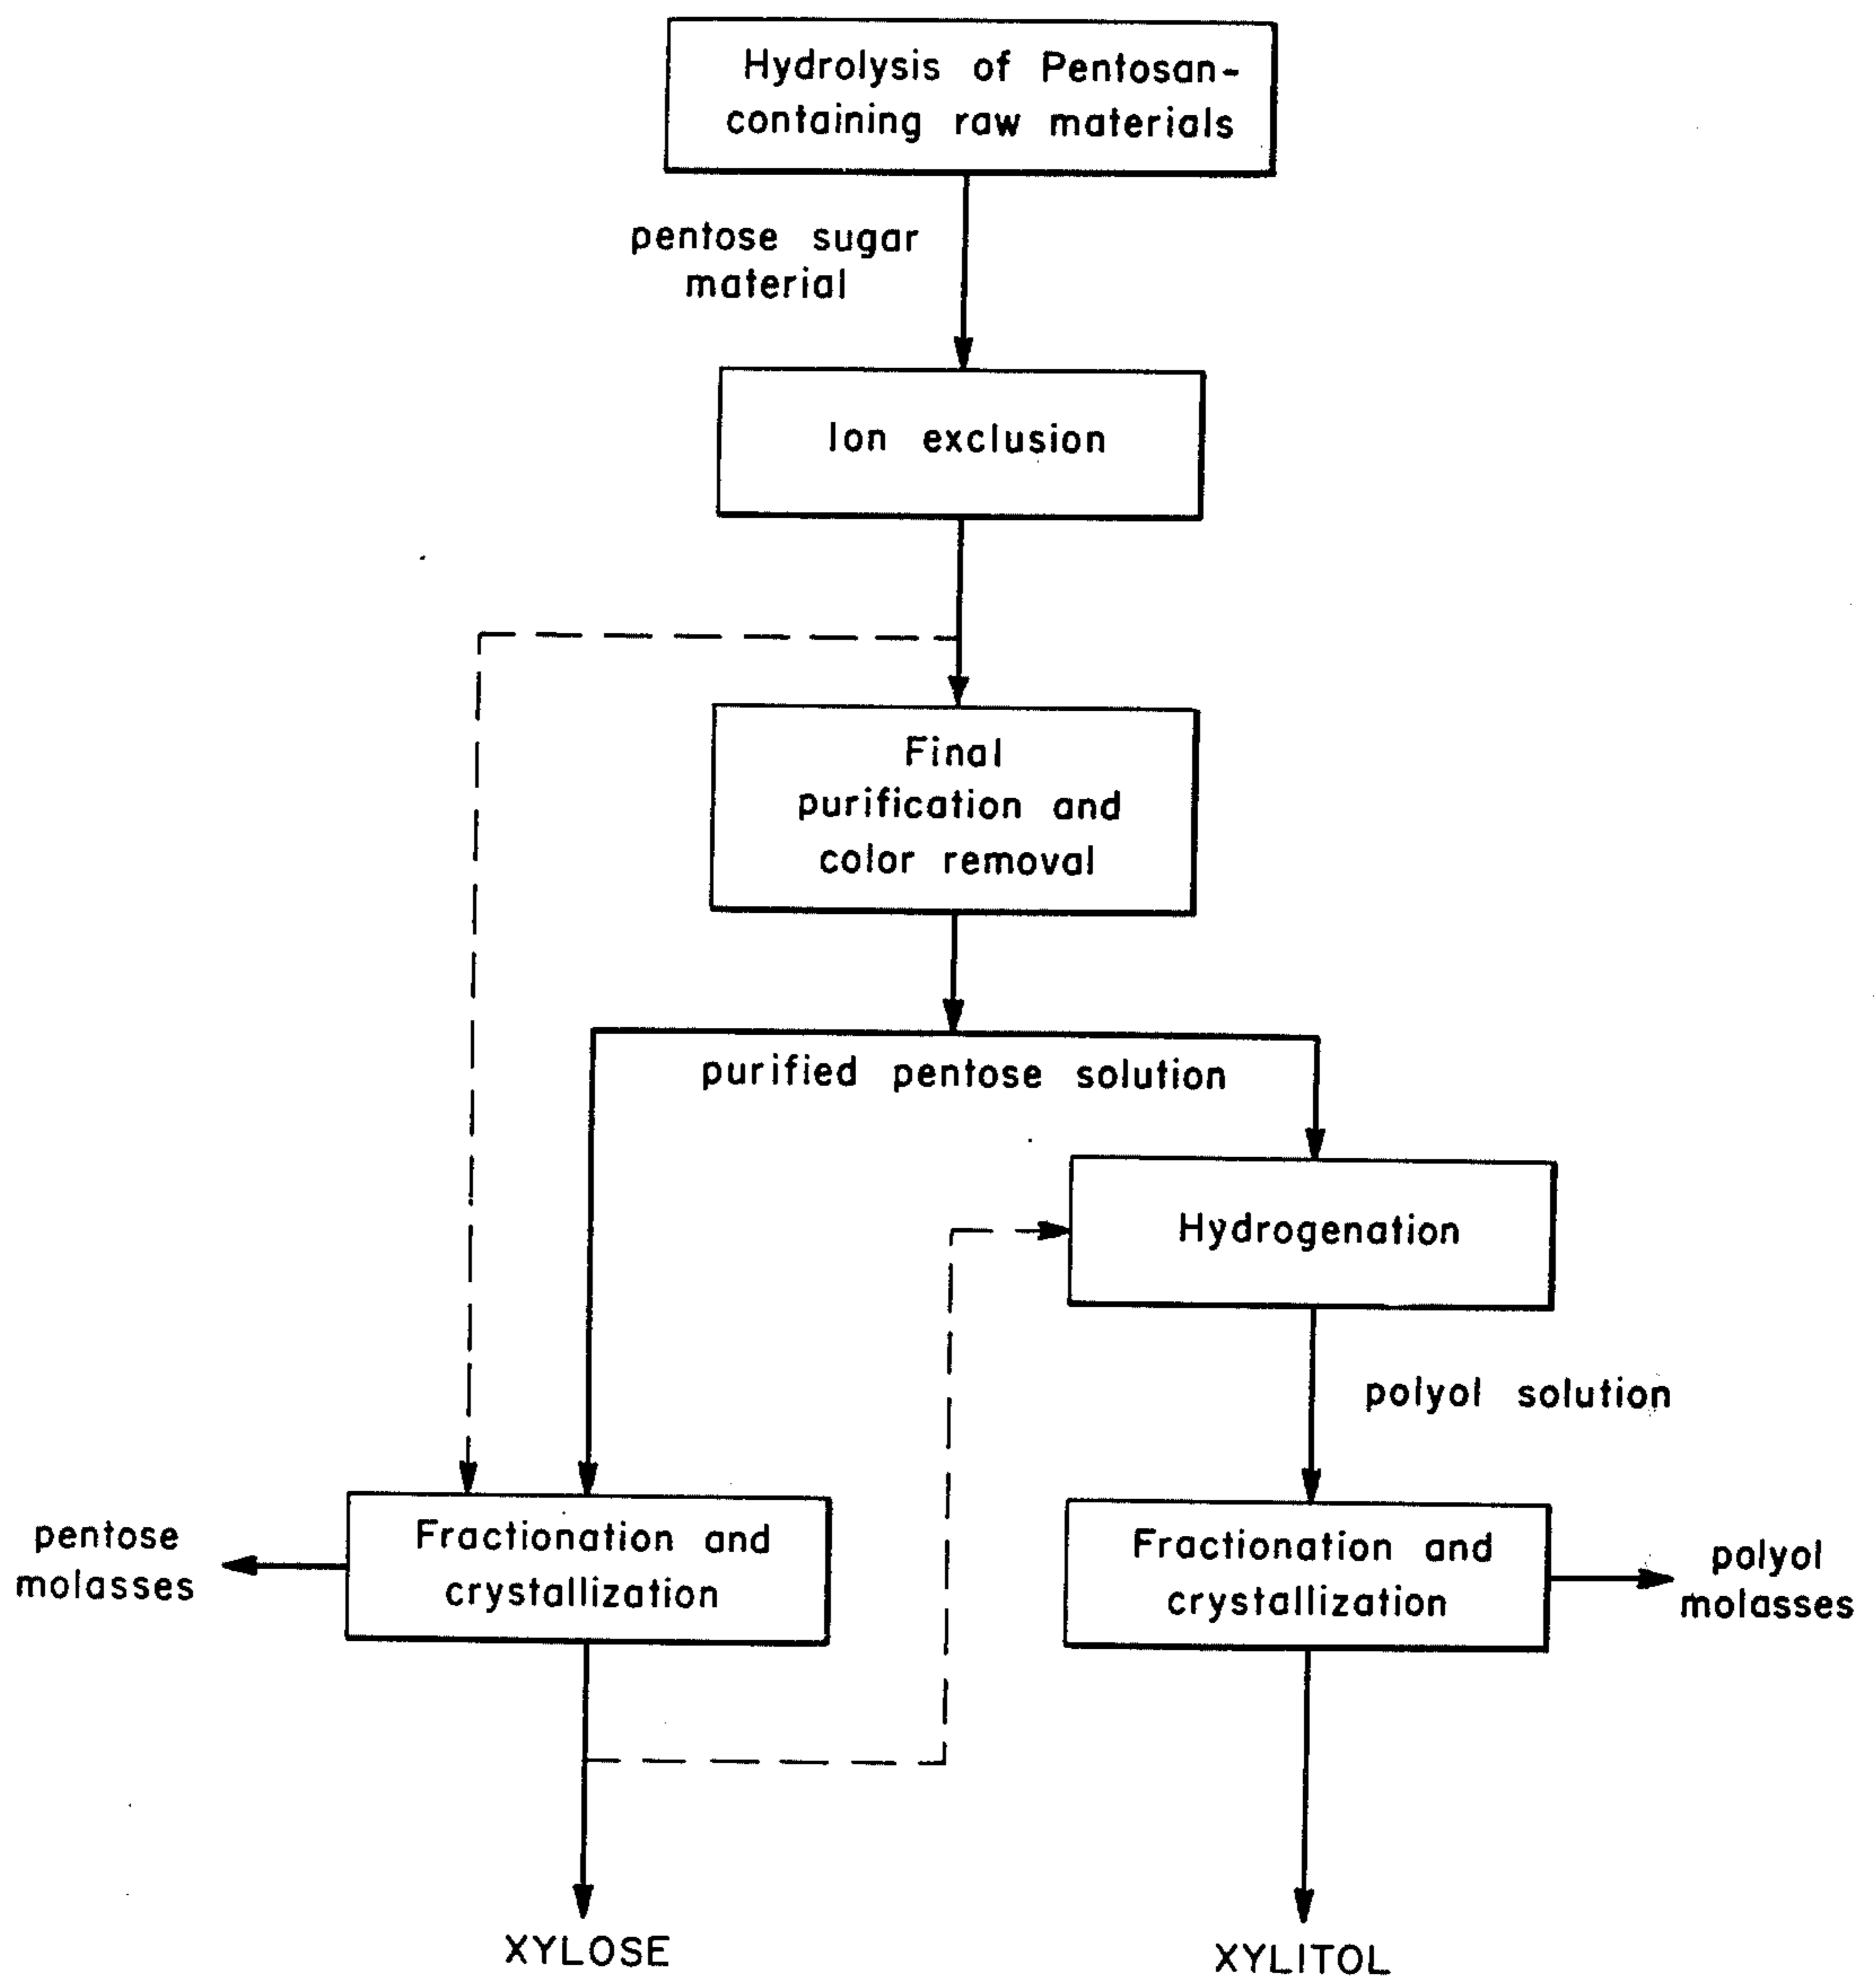 Hydrolysis of Pentosan-
containing raw materials
pentose sugar
material
Ion exclusion
Final
purification and
color removal
purified pentose solution
Hydrogenation
polyol solution
pentose
molasses
Fractionation and
crystallization
Fractionation and
crystallization
polyol
molasses
XYLOSE
XYLITOL